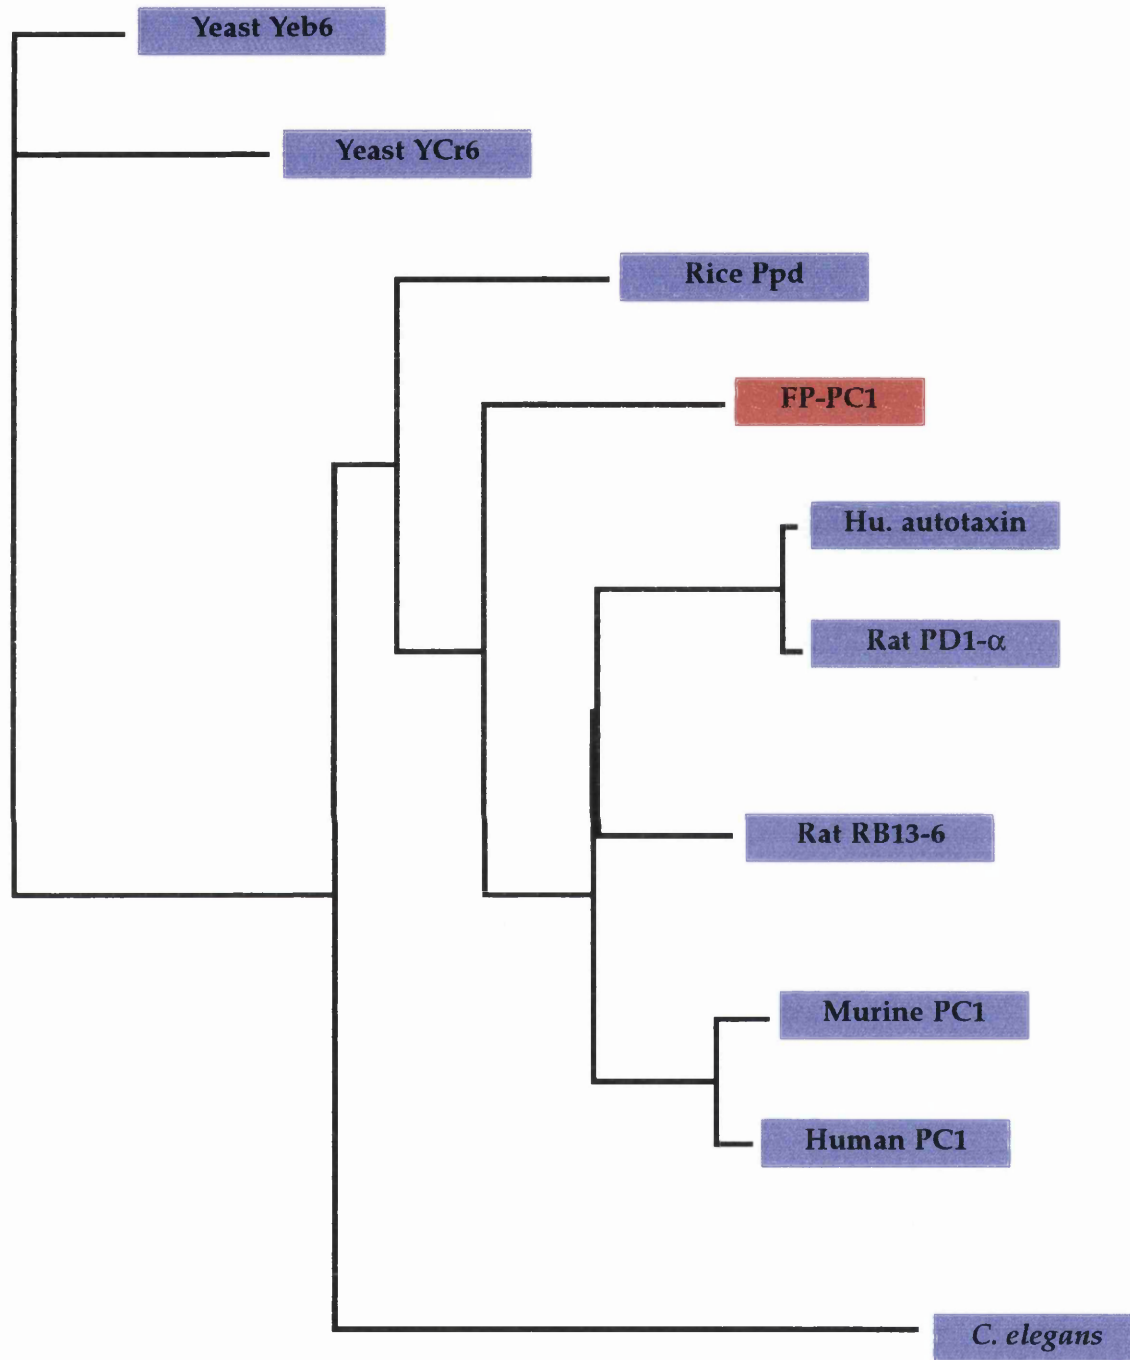 Yeast Yeb6
Yeast YCr6
Rice Ppd
FP-PC1
Hu. autotaxin
Rat PD1-α
Rat RB13-6
Murine PC1
Human PC1
C. elegans